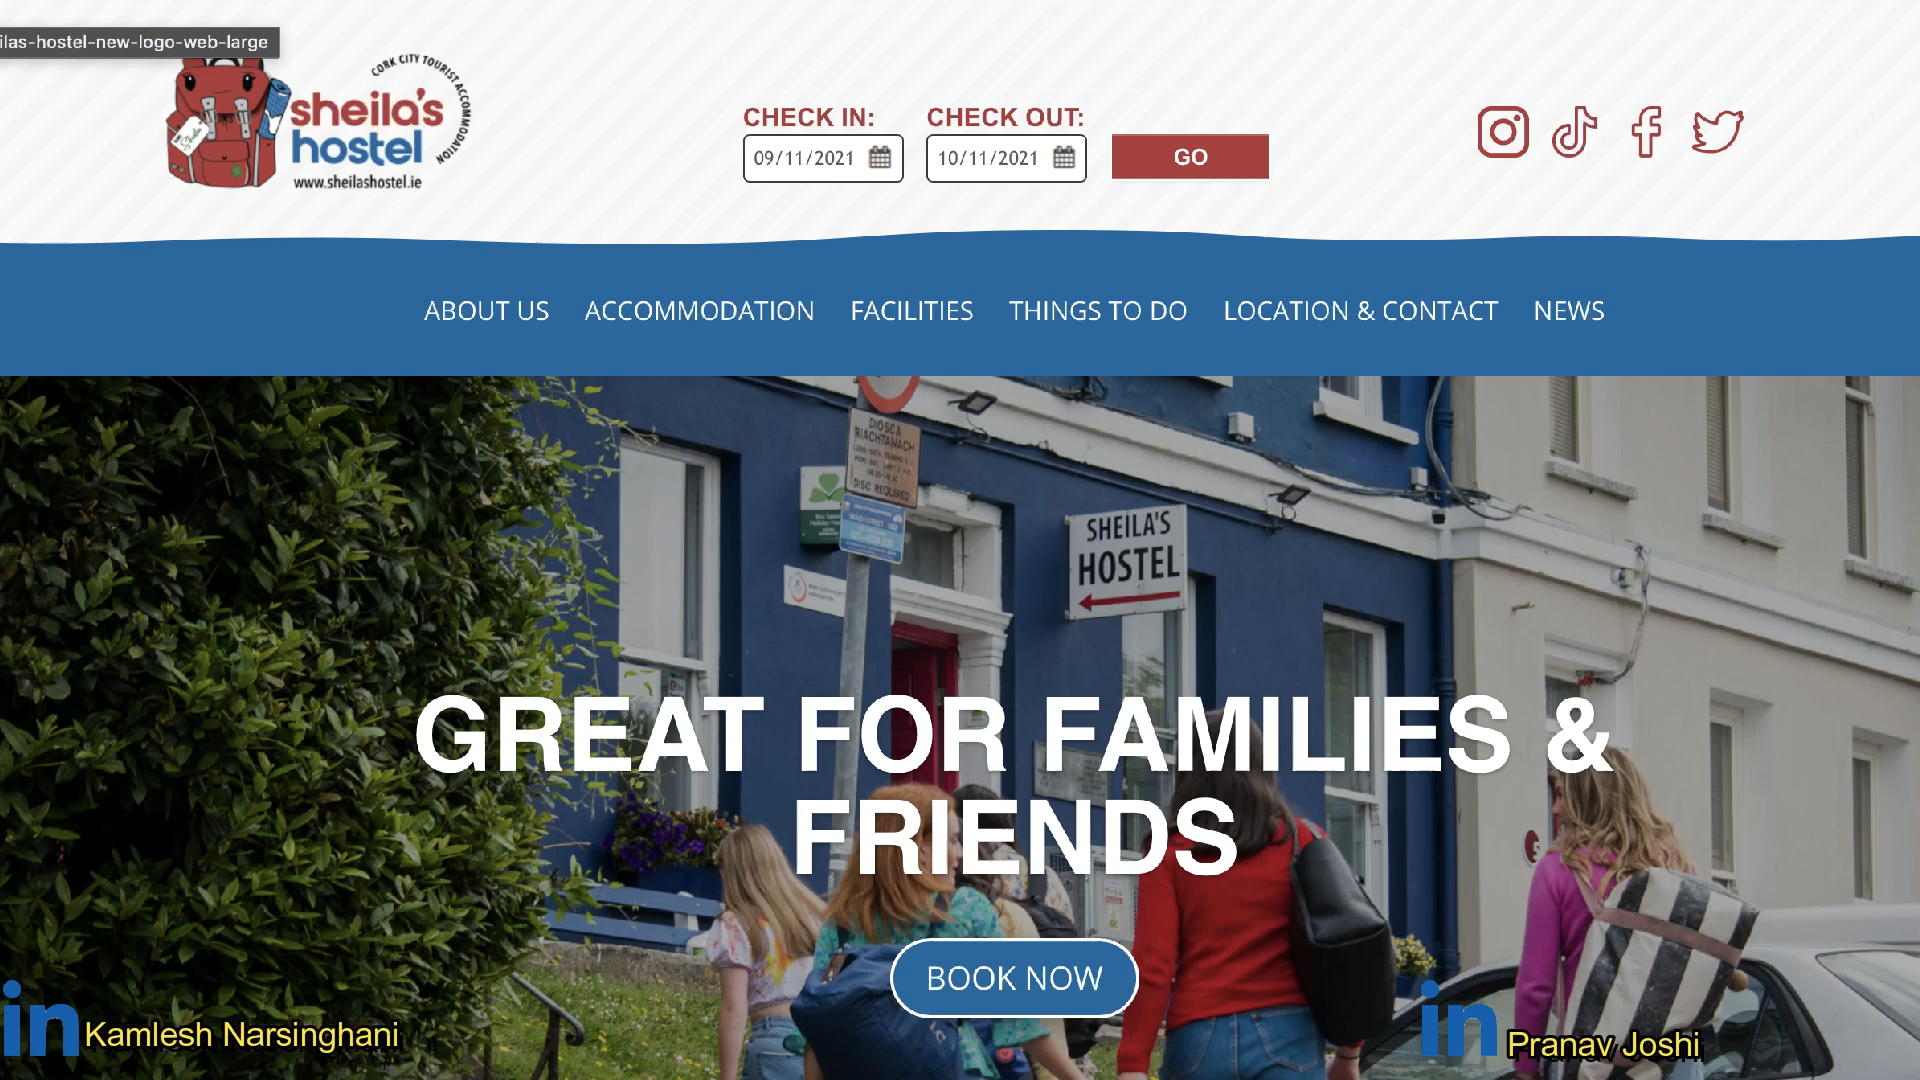 ilas-hostel-new-logo-web-large
CORK CITY TOURIST ACCOMMODATION
sheila's
hostel
www.sheilashostel.ie
CHECK IN:
CHECK OUT:
09/11/2021
10/11/2021
GO
ABOUT US
ACCOMMODATION
FACILITIES
THINGS TO DO
LOCATION & CONTACT
NEWS
DIOSCA
RIACHTANACH
DISC REQUIRED
SHEILA'S
HOSTEL
GREAT FOR FAMILIES &
FRIENDS
BOOK NOW
in Kamlesh Narsinghani
in Pranav Joshi